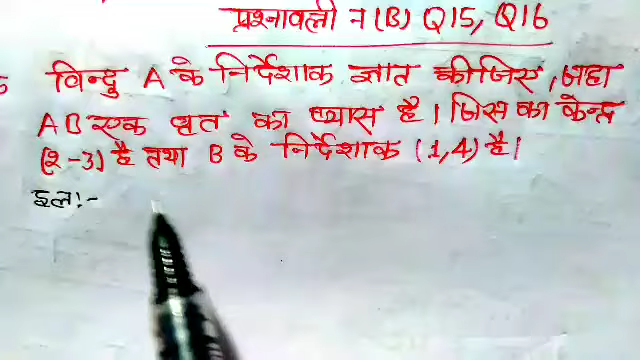 प्रश्नावली 7 (B) Q15, Q16
विन्दु A के निर्देशाक ज्ञात कीजिए, जहा
AB एक वृत का व्यास है। जिस का केन्द्र
(2 -3) है तथा B के निर्देशाक (1,4) है।
हल:-